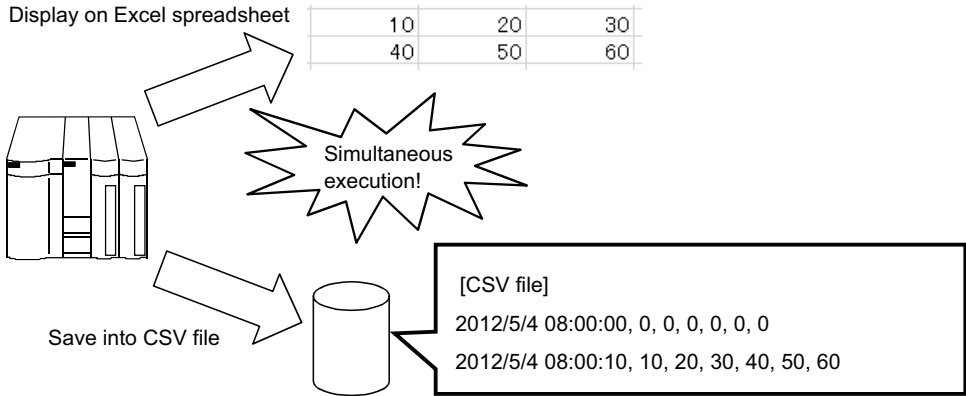 Display on Excel spreadsheet
10 20 30
40 50 60
Simultaneous
execution!
Save into CSV file
[CSV file]
2012/5/4 08:00:00, 0, 0, 0, 0, 0, 0
2012/5/4 08:00:10, 10, 20, 30, 40, 50, 60